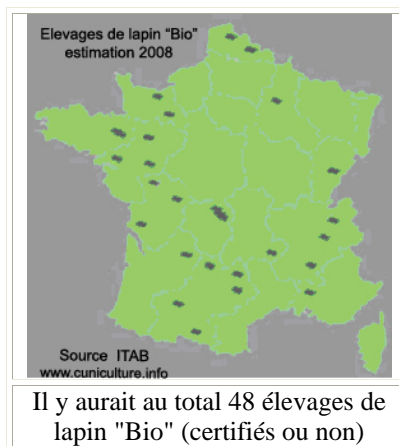 Elevages de lapin "Bio"
estimation 2008
Source ITAB
www.cuniculture.info
Il y aurait au total 48 élevages de
lapin "Bio" (certifiés ou non)